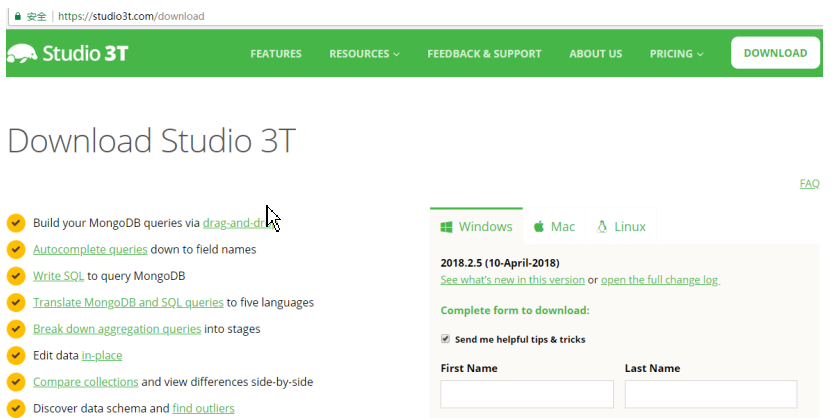 安全 https://studio3t.com/download
Studio 3T FEATURES RESOURCES FEEDBACK & SUPPORT ABOUT US PRICING DOWNLOAD
Download Studio 3T
FAQ
Build your MongoDB queries via drag-and-dr
Autocomplete queries down to field names
Write SQL to query MongoDB
Translate MongoDB and SQL queries to five languages
Break down aggregation queries into stages
Edit data in-place
Compare collections and view differences side-by-side
Discover data schema and find outliers
Windows Mac Linux
2018.2.5 (10-April-2018)
See what's new in this version or open the full change log
Complete form to download:
Send me helpful tips & tricks
First Name Last Name